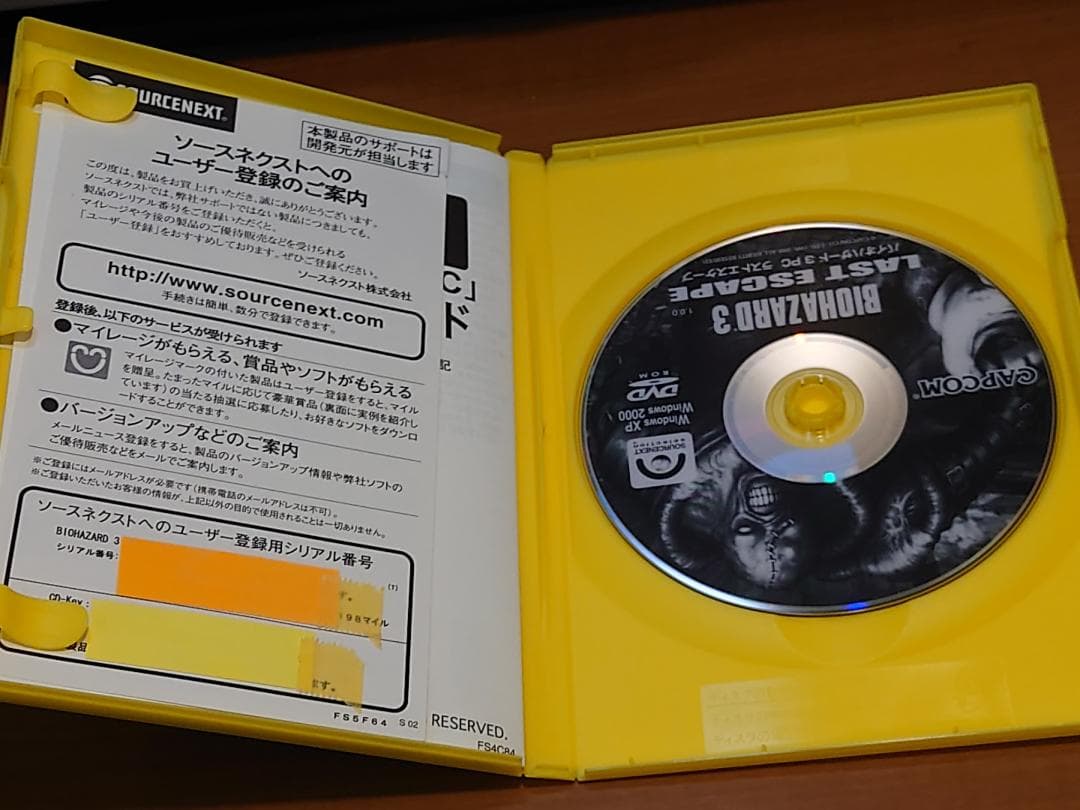 SOURCENEXT
本製品のサポートは
開発元が担当します
ソースネクストへの
ユーザー登録のご案内
この度は、製品をお買上げいただき、誠にありがとうございます。
ソースネクストでは、弊社サポートではない製品につきましても、
製品のシリアル番号をご登録いただくと、
マイレージや今後の製品のご優待販売などを受けられる
「ユーザー登録」をおすすめしております。ぜひご登録ください。
ソースネクスト株式会社
http://www.sourcenext.com
手続きは簡単、数分で登録できます。
登録後、以下のサービスが受けられます
●マイレージがもらえる、賞品やソフトがもらえる
マイレージマークの付いた製品はユーザー登録をすると、マイル
を贈呈。たまったマイルに応じて豪華賞品(裏面に実例を紹介し
ています)の当たる抽選に応募したり、お好きなソフトをダウンロ
ードすることができます。
●バージョンアップなどのご案内
メールニュース登録をすると、製品のバージョンアップ情報や弊社ソフトの
ご優待販売などをメールでご案内します。
※ご登録にはメールアドレスが必要です(携帯電話のメールアドレスは不可)。
※ご登録いただいたお客様の情報が、上記以外の目的で使用されることは一切ありません。
ソースネクストへのユーザー登録用シリアル番号
BIOHAZARD 3
(T)
シリアル番号:
す。
98マイル
CD-Key:
製品
す。
FS5F64 S02
C」
ド
記
RESERVED.
FS4C84
バイオハザード 3 PC ラストエスケープ
LAST ESCAPE
BIOHAZARD 3
1.0.0
CAPCOM®
DVD
ROM
Windows XP
Windows 2000
SOURCENEXT
SELECTION